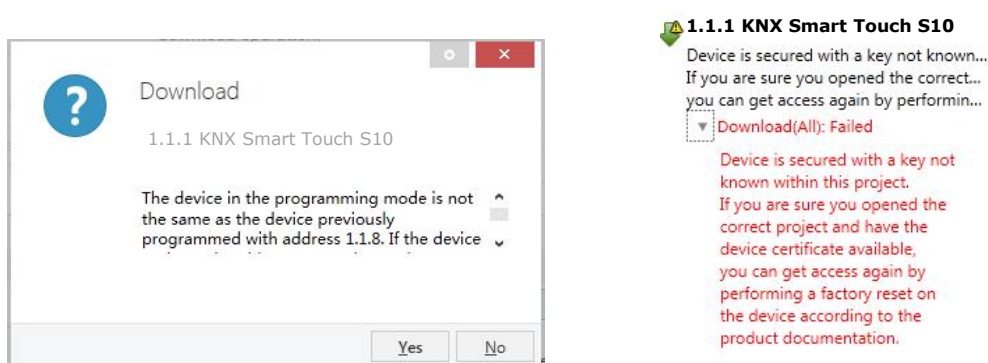 Download
1.1.1 KNX Smart Touch S10
The device in the programming mode is not
the same as the device previously
programmed with address 1.1.8. If the device
Yes
No
1.1.1 KNX Smart Touch S10
Device is secured with a key not known...
If you are sure you opened the correct...
you can get access again by performin...
Download(All): Failed
Device is secured with a key not
known within this project.
If you are sure you opened the
correct project and have the
device certificate available,
you can get access again by
performing a factory reset on
the device according to the
product documentation.